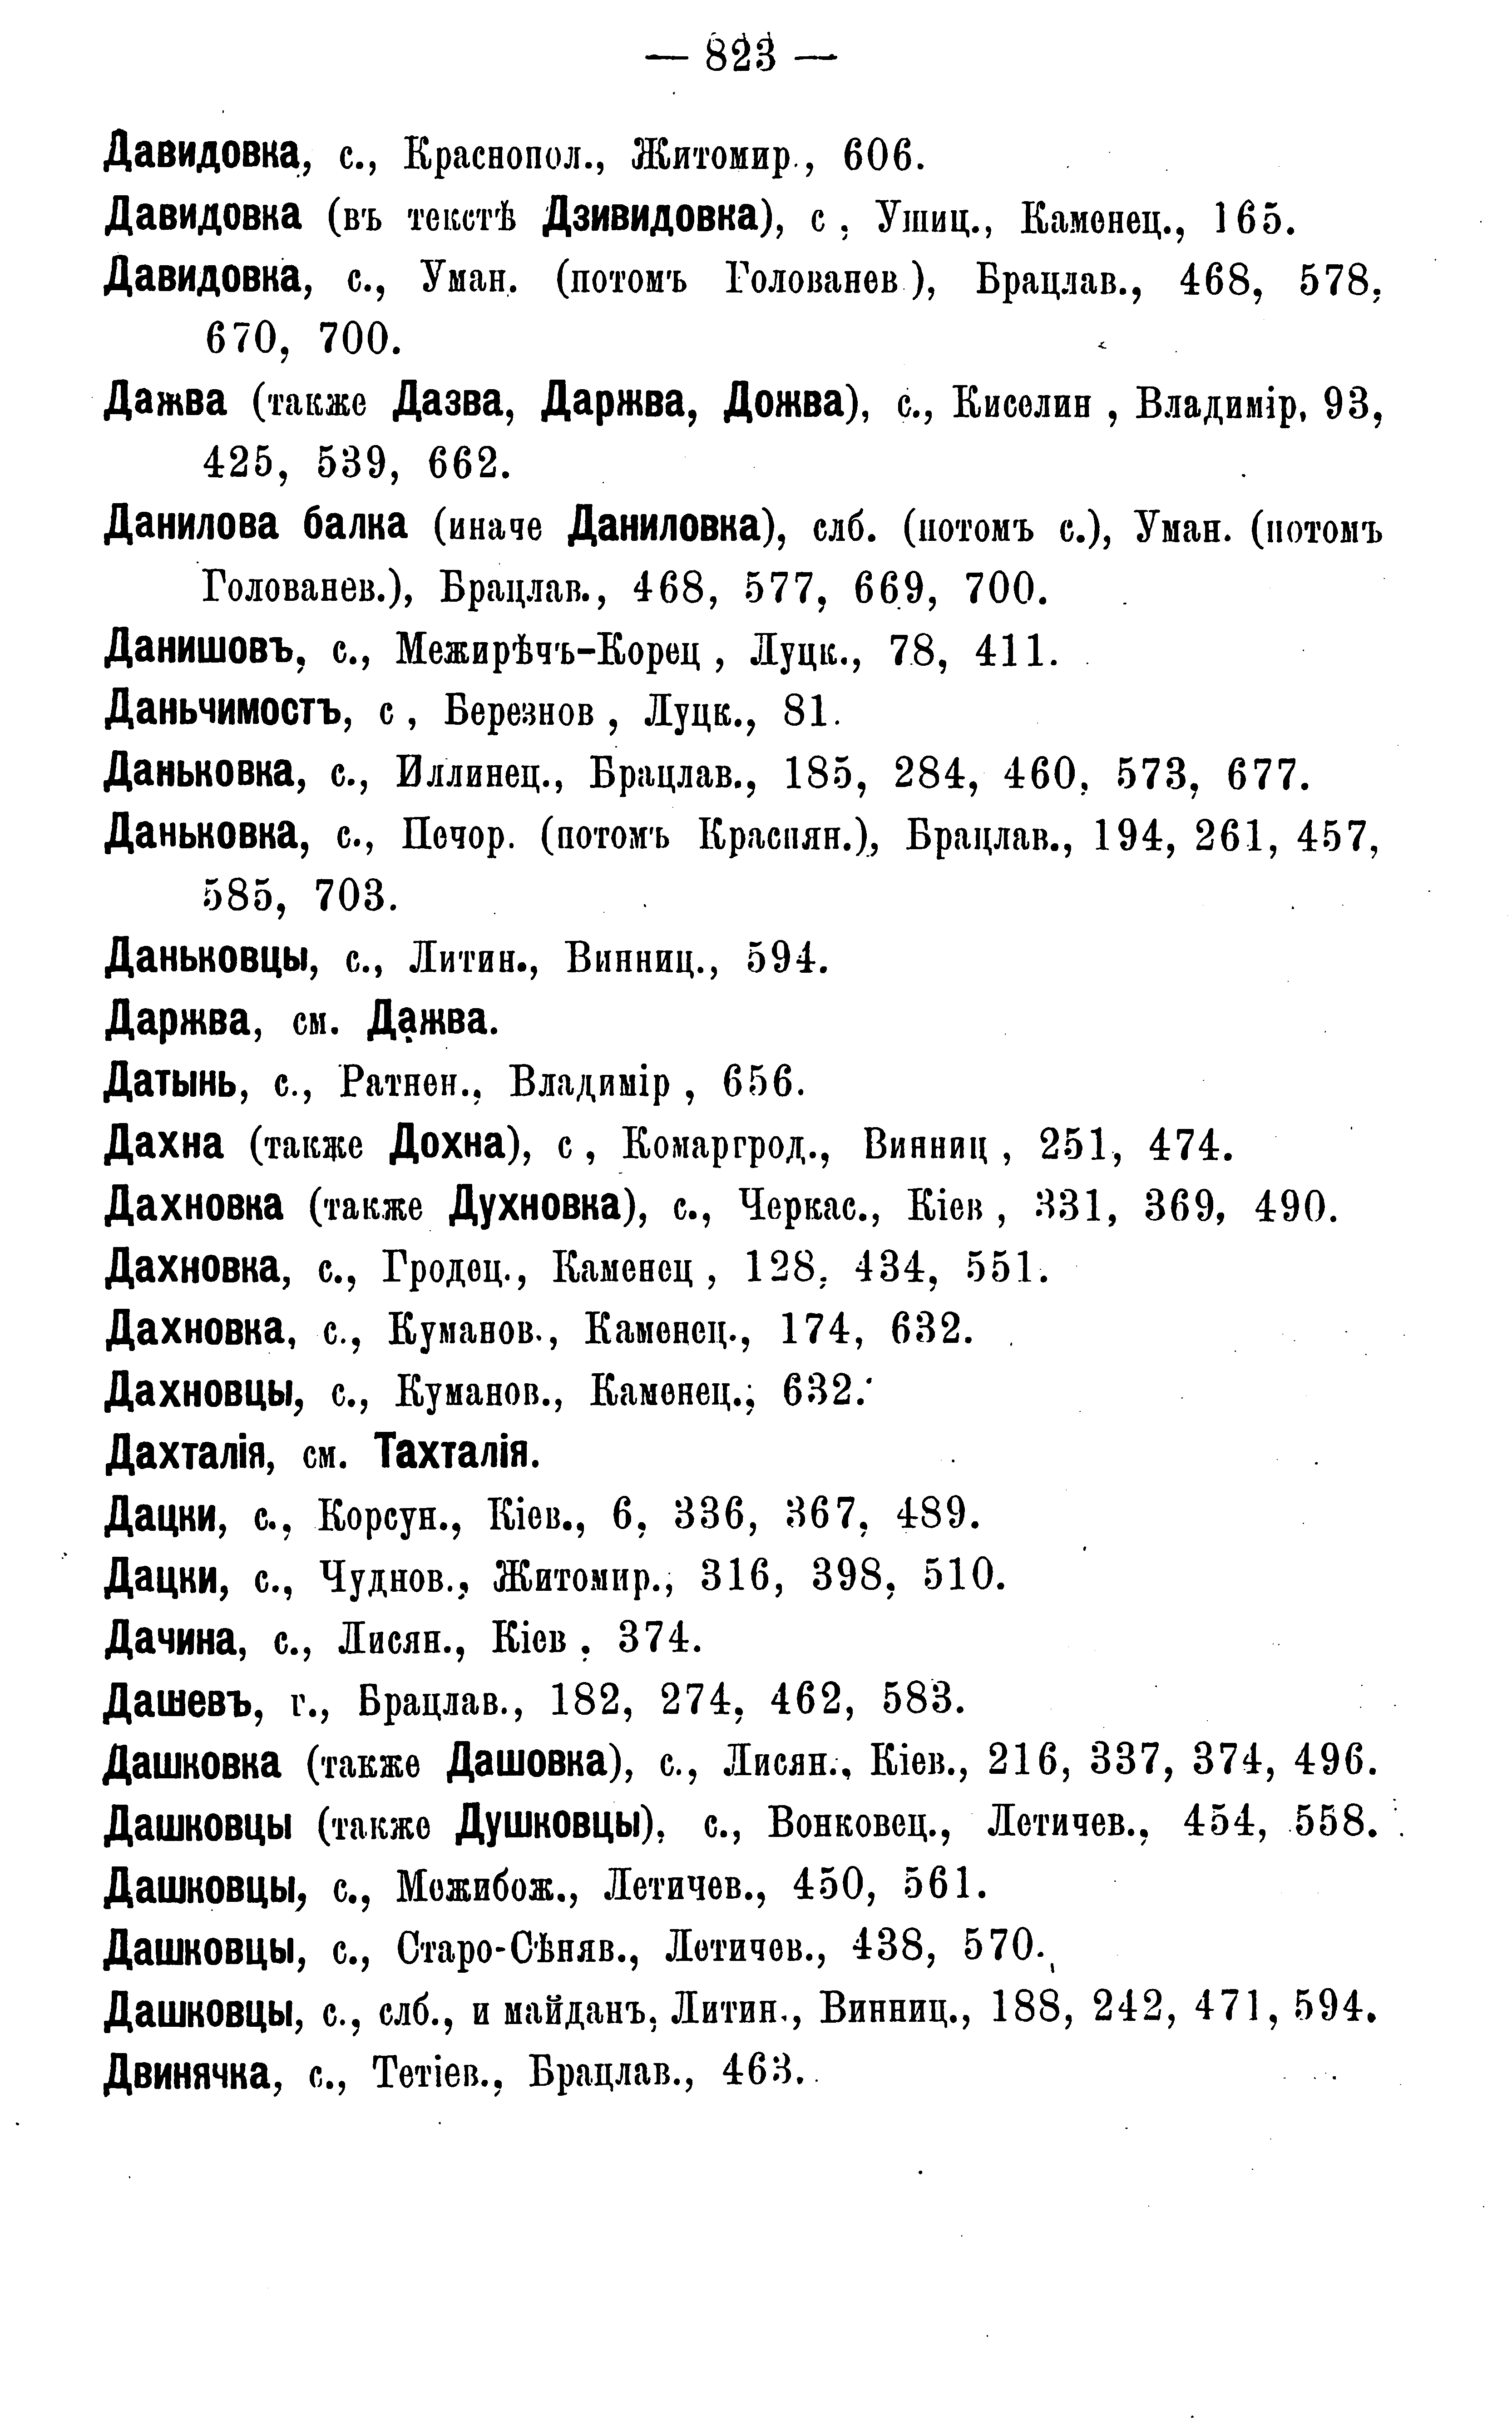 — 823 —
Давидовка, с., Краснопол., Житомир., 606.
Давидовка (въ текстѣ Дзивидовка), с., Ушиц., Каменец., 165.
Давидовка, с., Уман. (потомъ Голованев.), Брацлав., 468, 578,
670, 700.
Дажва (также Дазва, Даржва, Дожва), с., Киселин, Владимір, 93,
425, 539, 662.
Данилова балка (иначе Даниловка), слб. (потомъ с.), Уман. (потомъ
Голованев.), Брацлав., 468, 577, 669, 700.
Данишовъ, с., Межирѣчъ-Корец, Луцк., 78, 411.
Даньчимостъ, с, Березнов, Луцк., 81.
Даньковка, с., Иллинец., Брацлав., 185, 284, 460, 573, 677.
Даньковка, с., Печор. (потомъ Краснян.), Брацлав., 194, 261, 457,
585, 703.
Даньковцы, с., Литин., Винниц., 594.
Даржва, см. Дажва.
Датынь, с., Ратнен., Владимір, 656.
Дахна (также Дохна), с, Комаргрод., Винниц, 251, 474.
Дахновка (также Духновка), с., Черкас., Кіев, 331, 369, 490.
Дахновка, с., Гродец., Каменец, 128, 434, 551.
Дахновка, с., Куманов., Каменец., 174, 632.
Дахновцы, с., Куманов., Каменец., 632.
Дахталія, см. Тахталія.
Дацки, с., Корсун., Кіев., 6, 336, 367, 489.
Дацки, с., Чуднов., Житомир., 316, 398, 510.
Дачина, с., Лисян., Кіев, 374.
Дашевъ, г., Брацлав., 182, 274, 462, 583.
Дашковка (также Дашовка), с., Лисян., Кіев., 216, 337, 374, 496.
Дашковцы (также Душковцы), с., Вонковец., Летичев., 454, 558.
Дашковцы, с., Межибож., Летичев., 450, 561.
Дашковцы, с., Старо-Сѣняв., Летичев., 438, 570.
Дашковцы, с., слб., и майданъ, Литин., Винниц., 188, 242, 471, 594.
Двинячка, с., Тетіев., Брацлав., 463.